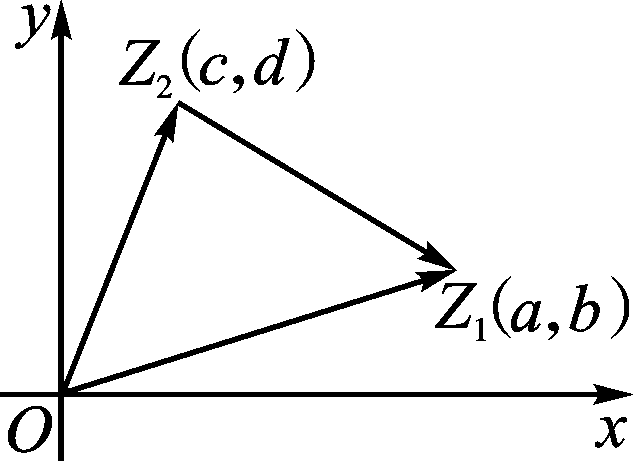 y
Z₂(c,d)
Z₁(a,b)
O
x